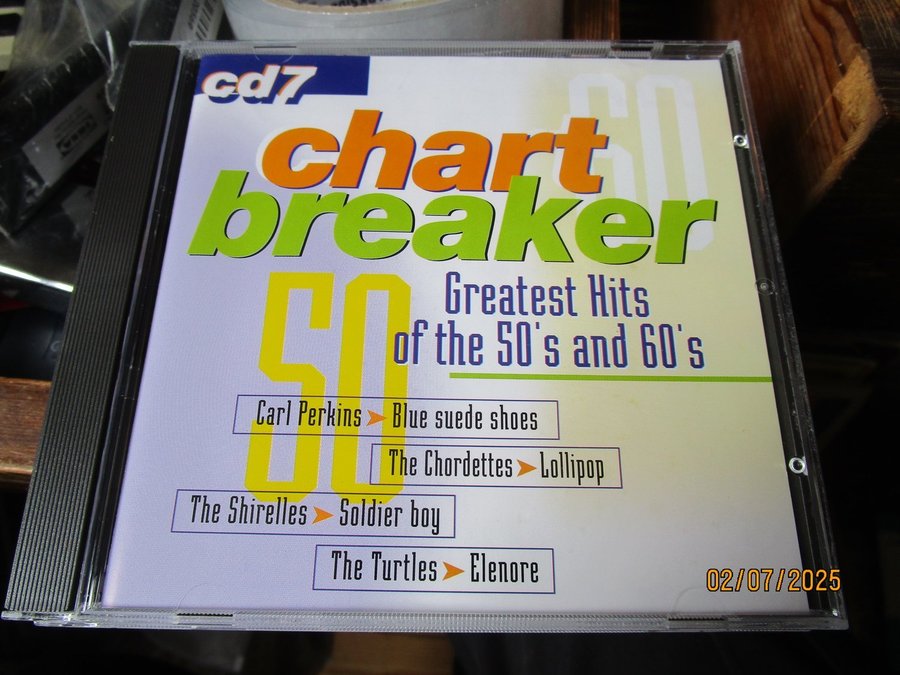 cd7
60
chart
breaker
50
Greatest Hits
of the 50's and 60's
Carl Perkins ➤ Blue suede shoes
The Chordettes ➤ Lollipop
The Shirelles ➤ Soldier boy
The Turtles ➤ Elenore
02/07/2025